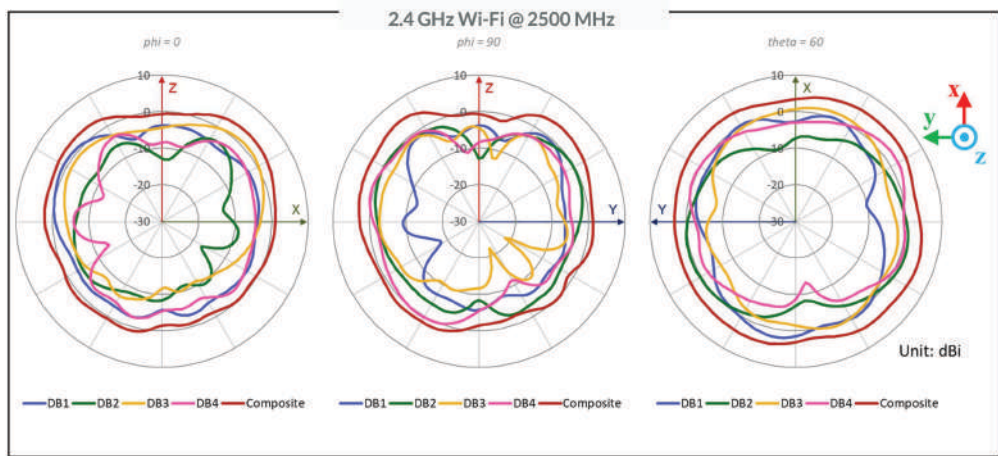 2.4 GHz Wi-Fi @ 2500 MHz
phi = 0
10
Z
0
-10
-20
-30
X
DB1 DB2 DB3 DB4 Composite
phi = 90
10
Z
0
-10
-20
-30
Y
DB1 DB2 DB3 DB4 Composite
theta = 60
10
X
0
-10
-20
-30
Y
DB1 DB2 DB3 DB4 Composite
x
y
z
Unit: dBi